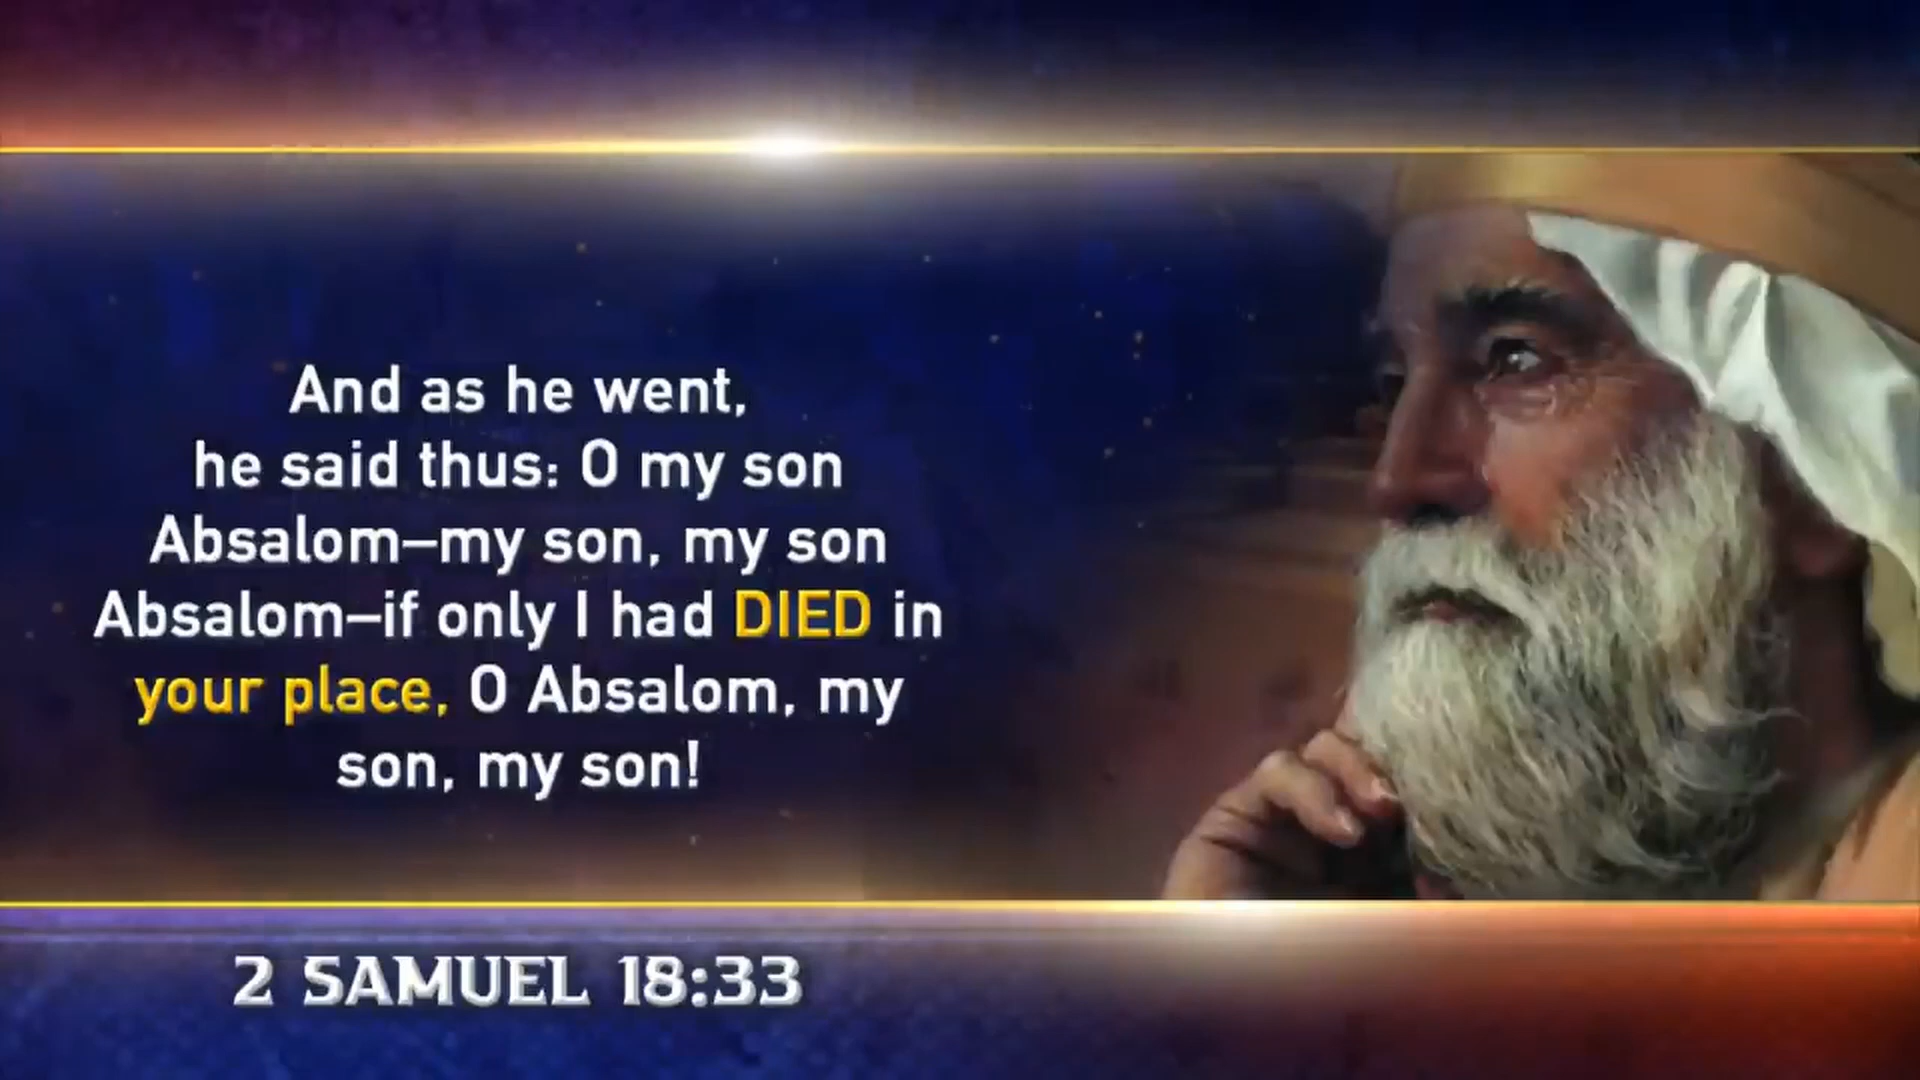 And as he went,
he said thus: O my son
Absalom–my son, my son
Absalom–if only I had DIED in
your place, O Absalom, my
son, my son!
2 SAMUEL 18:33